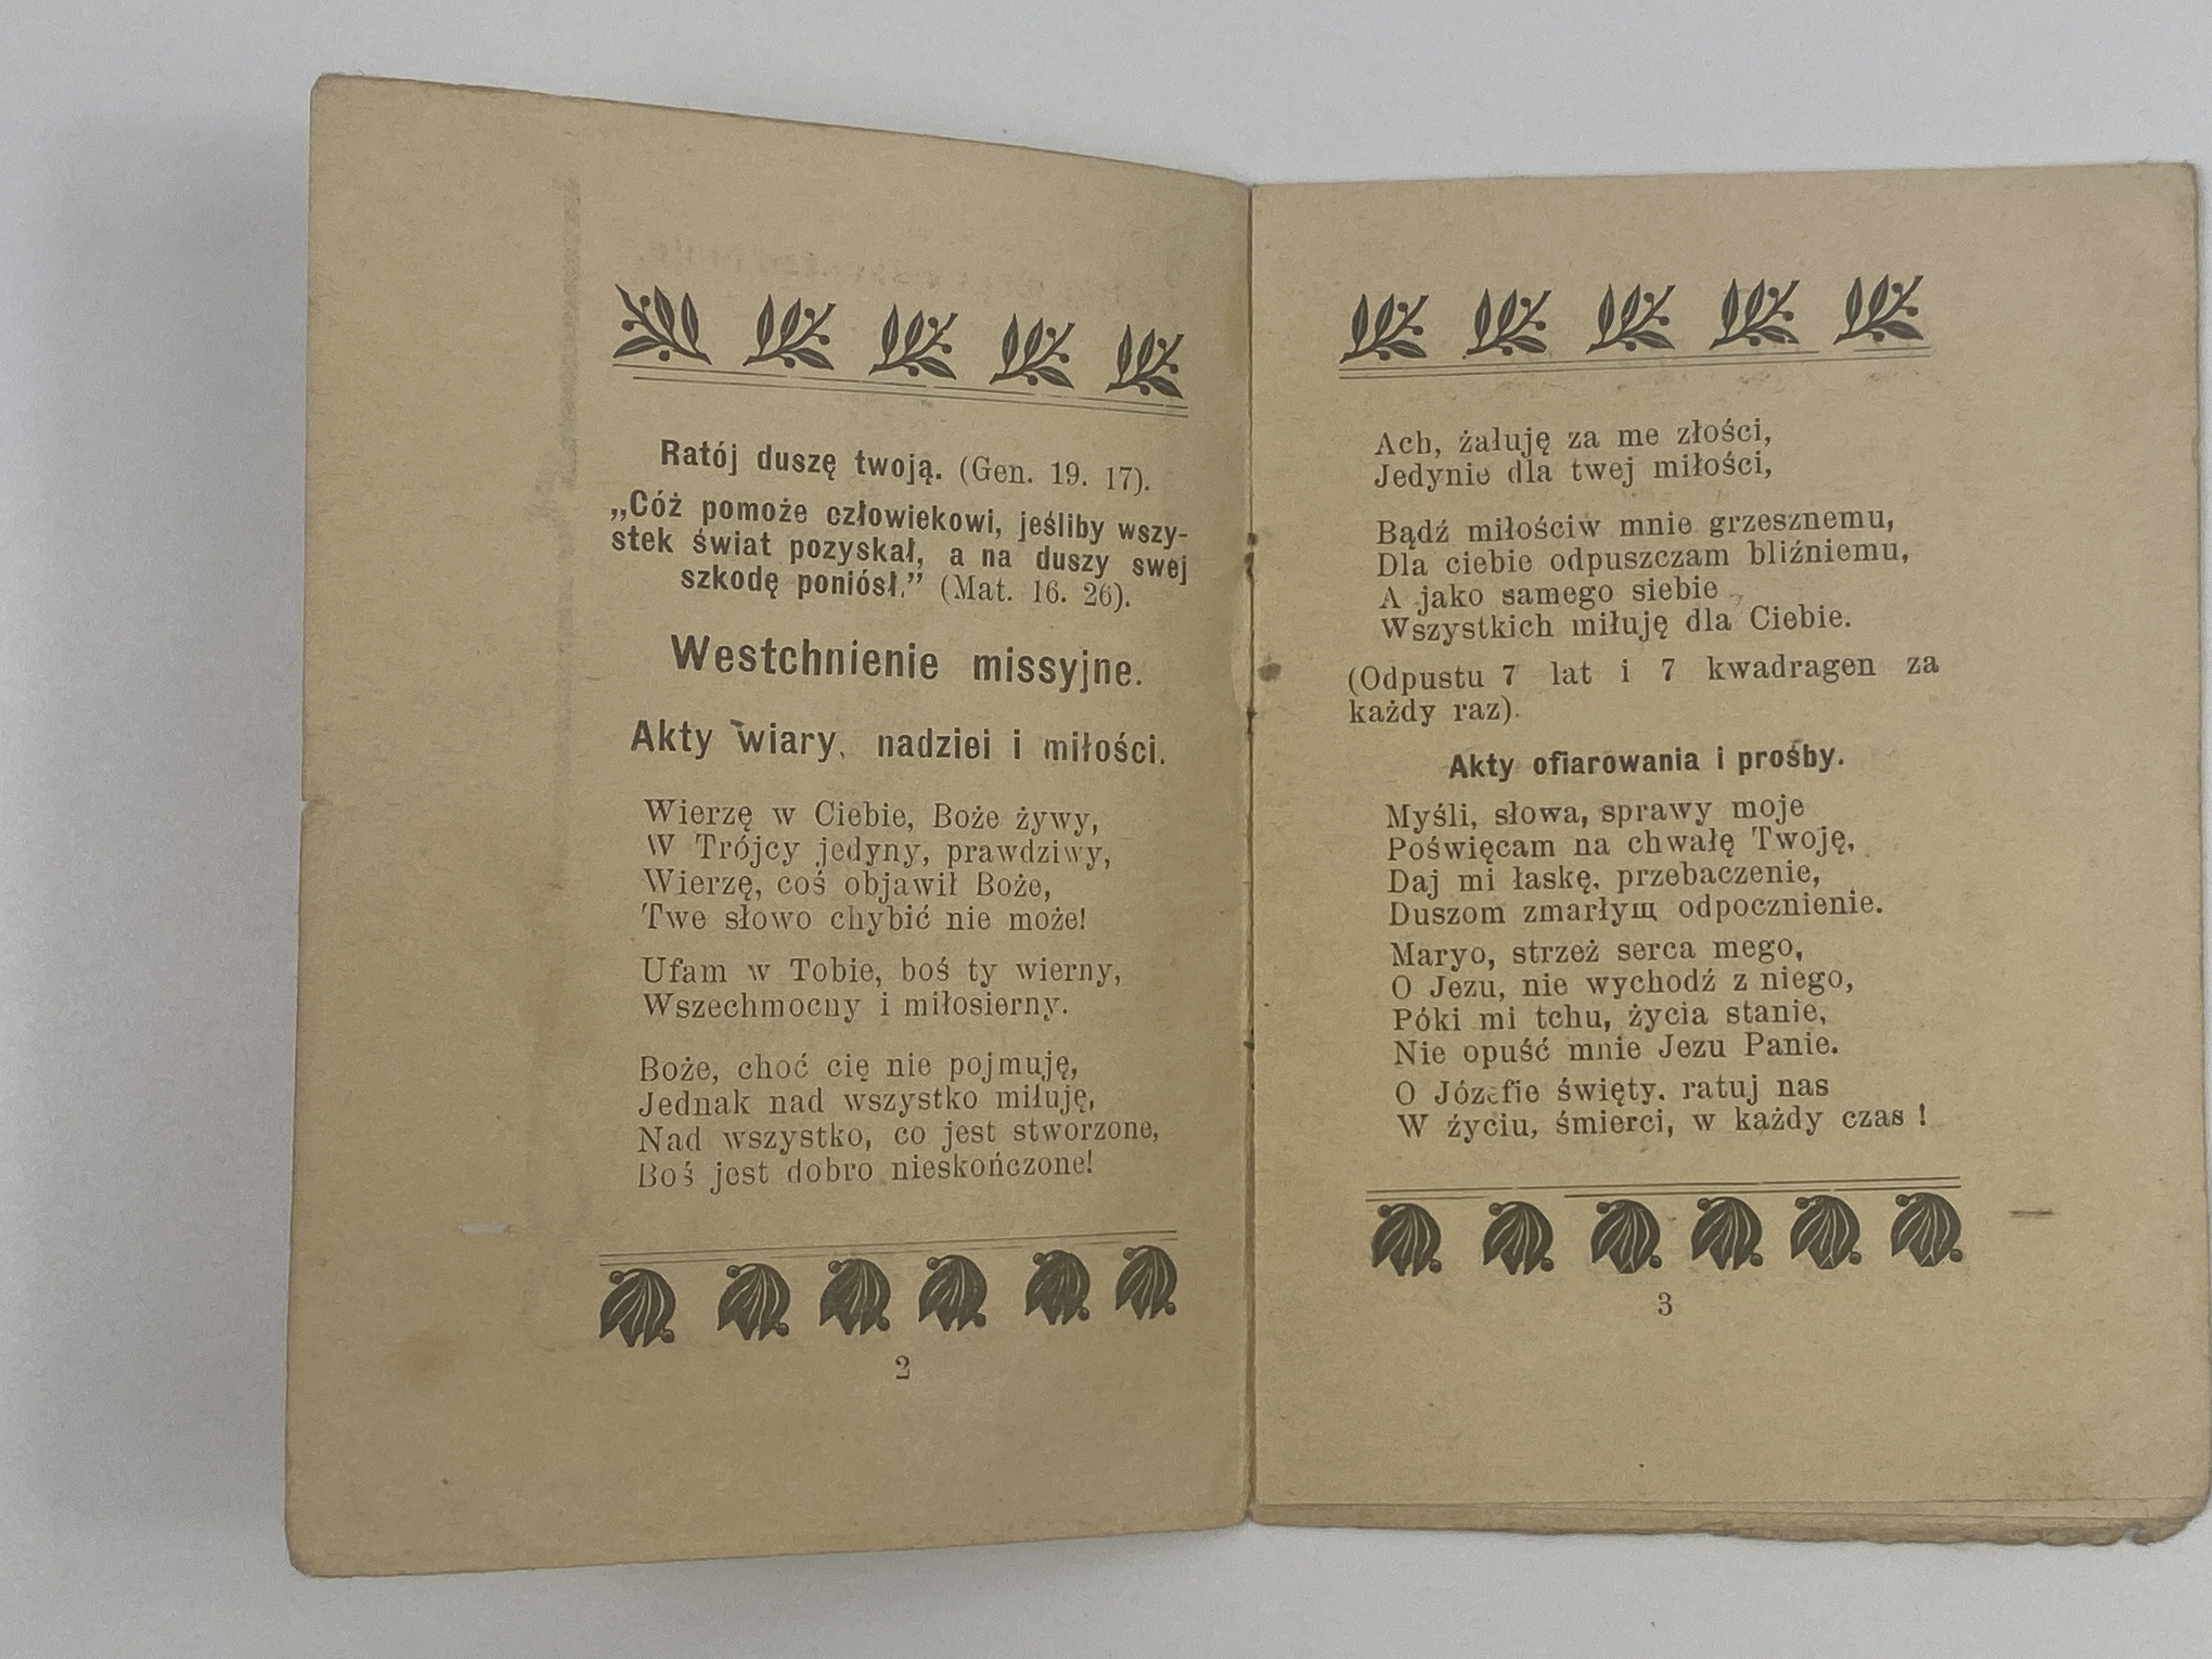 Ratój duszę twoją. (Gen. 19. 17).
„Cóż pomoże człowiekowi, jeśliby wszy-
stek świat pozyskał, a na duszy swej
szkodę poniósł." (Mat. 16. 26).
Westchnienie missyjne.
Akty wiary, nadziei i miłości.
Wierzę w Ciebie, Boże żywy,
W Trójcy jedyny, prawdziwy,
Wierzę, coś objawił Boże,
Twe słowo chybić nie może!
Ufam w Tobie, boś ty wierny,
Wszechmocny i miłosierny.
Boże, choć cię nie pojmuję,
Jednak nad wszystko miłuję,
Nad wszystko, co jest stworzone,
Boś jest dobro nieskończone!
2
Ach, żałuję za me złości,
Jedynie dla twej miłości,
Bądź miłościw mnie grzesznemu,
Dla ciebie odpuszczam bliźniemu,
A jako samego siebie
Wszystkich miłuję dla Ciebie.
(Odpustu 7 lat i 7 kwadragen za
każdy raz).
Akty ofiarowania i prośby.
Myśli, słowa, sprawy moje
Poświęcam na chwałę Twoję,
Daj mi łaskę, przebaczenie,
Duszom zmarłym odpocznienie.
Maryo, strzeż serca mego,
O Jezu, nie wychodź z niego,
Póki mi tchu, życia stanie,
Nie opuść mnie Jezu Panie.
O Józefie święty, ratuj nas
W źyciu, śmierci, w każdy czas !
3